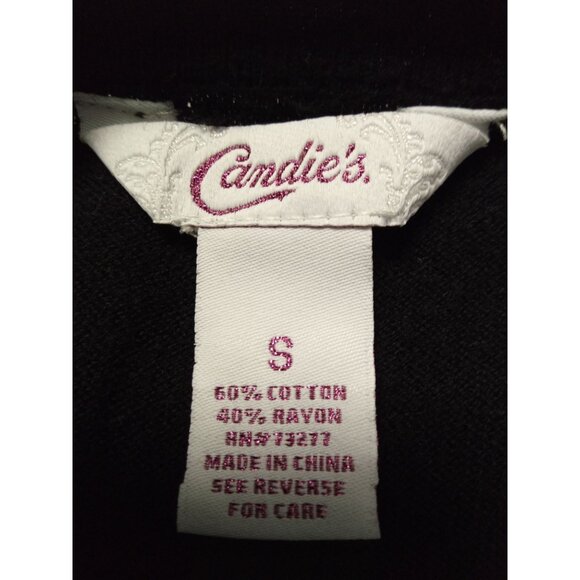 Candie's.
S
60% COTTON
40% RAYON
RN#73277
MADE IN CHINA
SEE REVERSE
FOR CARE